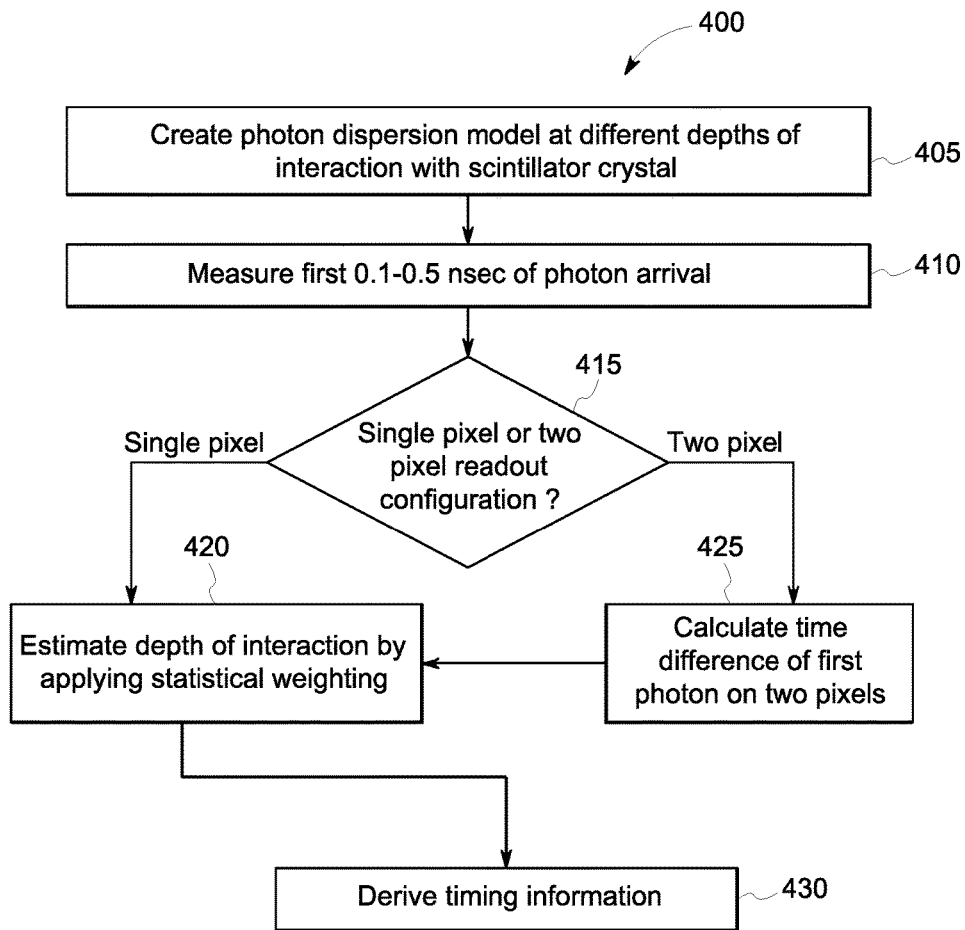 400
Create photon dispersion model at different depths of
interaction with scintillator crystal
405
Measure first 0.1-0.5 nsec of photon arrival
410
415
Single pixel or two
pixel readout
configuration ?
Single pixel
Two pixel
420
Estimate depth of interaction by
applying statistical weighting
425
Calculate time
difference of first
photon on two pixels
Derive timing information
430